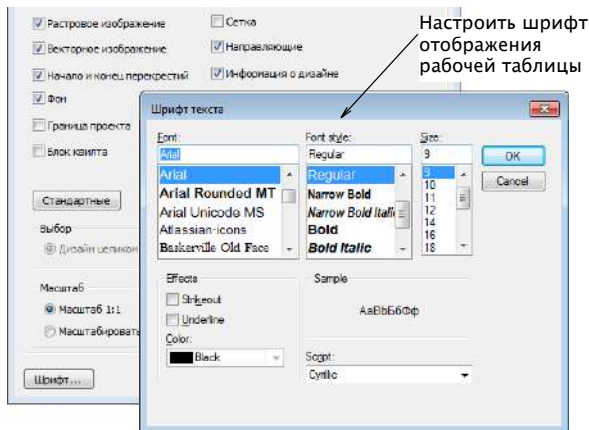 Растровое изображение
Сетка
Векторное изображение
Направляющие
Начало и конец перекрестий
Информация о дизайне
Фон
Граница проекта
Блок квилта
Стандартные
Выбор
Дизайн целиком
Масштаб
Масштаб 1:1
Масштабировать
Шрифт...
Настроить шрифт
отображения
рабочей таблицы
Шрифт текста
Font:
Font style:
Size:
Arial
Regular
9
OK
Cancel
Arial
Arial Rounded MT
Arial Unicode MS
Atlassian-icons
Baskerville Old Face
Regular
Narrow Bold
Narrow Bold Itali
Bold
Bold Italic
9
10
11
12
14
16
18
Effects
Strikeout
Underline
Color:
Black
Sample
AaBbБбФф
Script:
Cyrillic